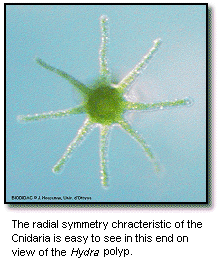 BIODIDAC © J. Houseman, Univ. d'Ottawa
The radial symmetry chracteristic of the
Cnidaria is easy to see in this end on
view of the Hydra polyp.